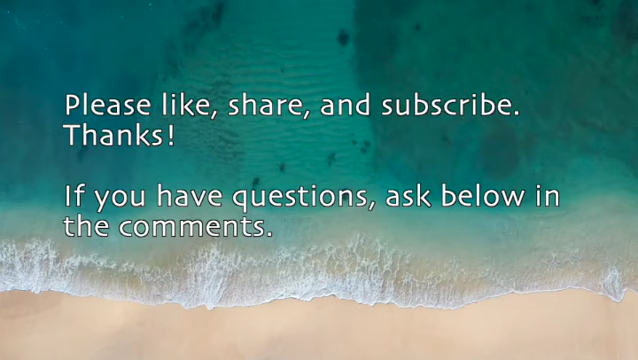 Please like, share, and subscribe.
Thanks!
If you have questions, ask below in
the comments.